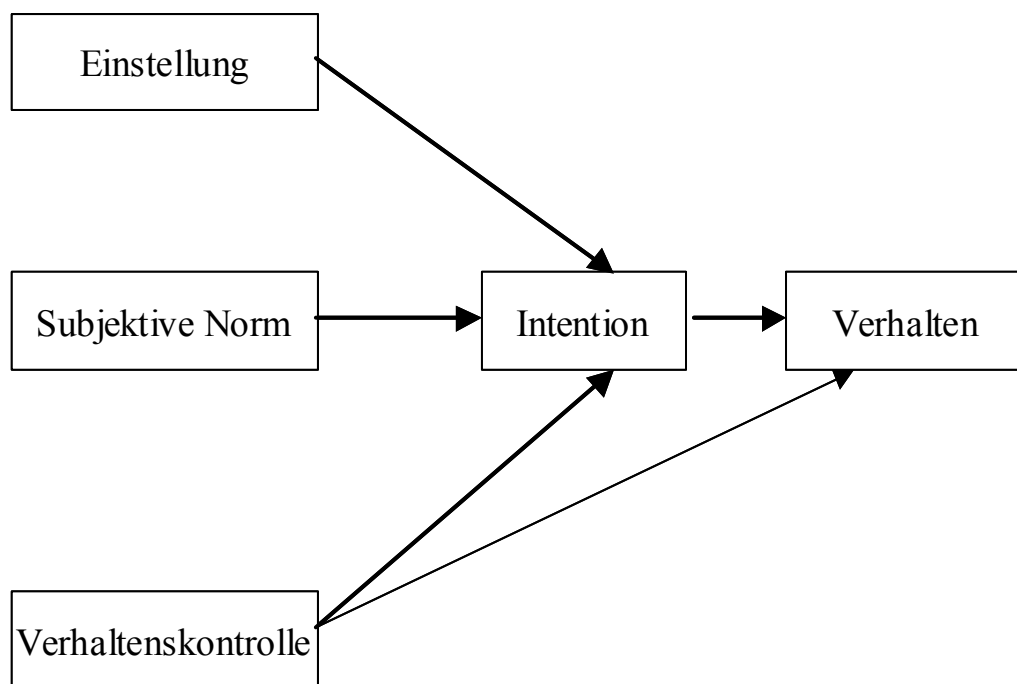 Einstellung
Subjektive Norm
Intention
Verhalten
Verhaltenskontrolle